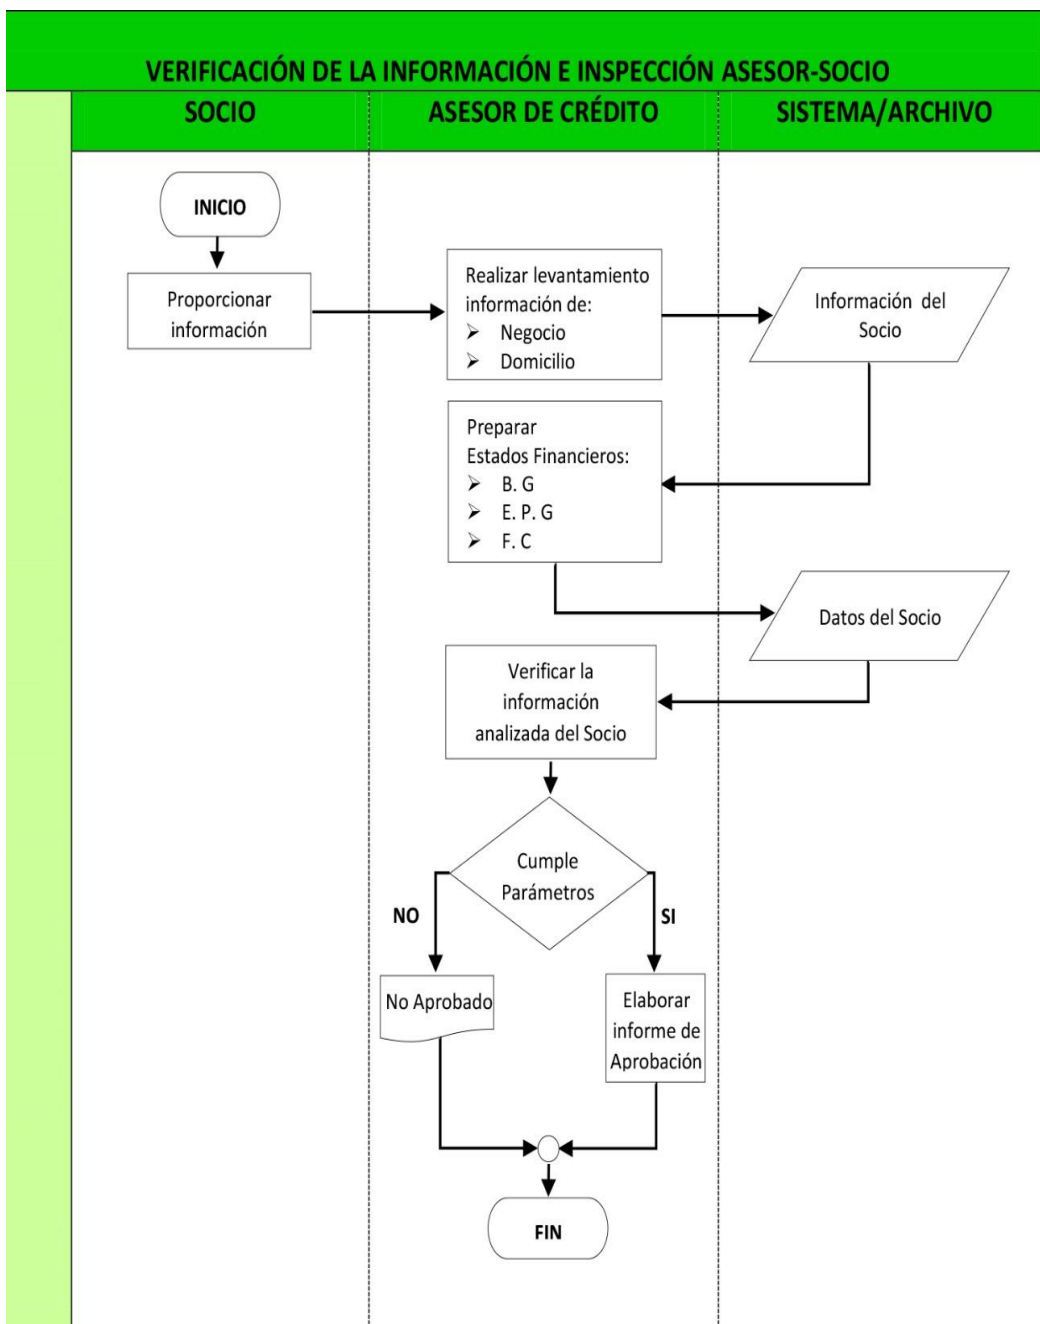 VERIFICACIÓN DE LA INFORMACIÓN E INSPECCIÓN ASESOR-SOCIO
SOCIO
ASESOR DE CRÉDITO
SISTEMA/ARCHIVO
INICIO
Proporcionar
información
Realizar levantamiento
información de:
➢ Negocio
➢ Domicilio
Información del
Socio
Preparar
Estados Financieros:
➢ B. G
➢ E. P. G
➢ F. C
Datos del Socio
Verificar la
información
analizada del Socio
Cumple
Parámetros
NO
SI
No Aprobado
Elaborar
informe de
Aprobación
FIN